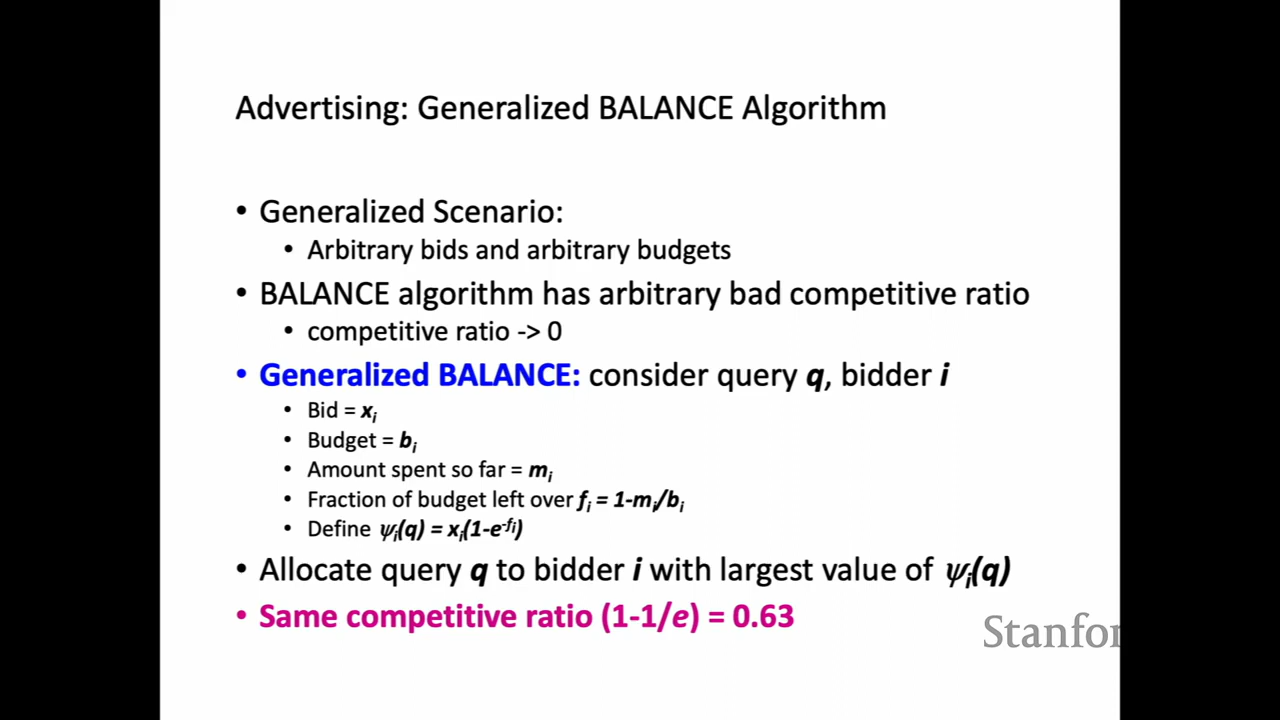 Advertising: Generalized BALANCE Algorithm
• Generalized Scenario:
• Arbitrary bids and arbitrary budgets
• BALANCE algorithm has arbitrary bad competitive ratio
• competitive ratio -> 0
• Generalized BALANCE: consider query q, bidder i
• Bid = xᵢ
• Budget = bᵢ
• Amount spent so far = mᵢ
• Fraction of budget left over fᵢ = 1-mᵢ/bᵢ
• Define ψᵢ(q) = xᵢ(1-e^-fᵢ)
• Allocate query q to bidder i with largest value of ψᵢ(q)
• Same competitive ratio (1-1/e) = 0.63
Stanfor